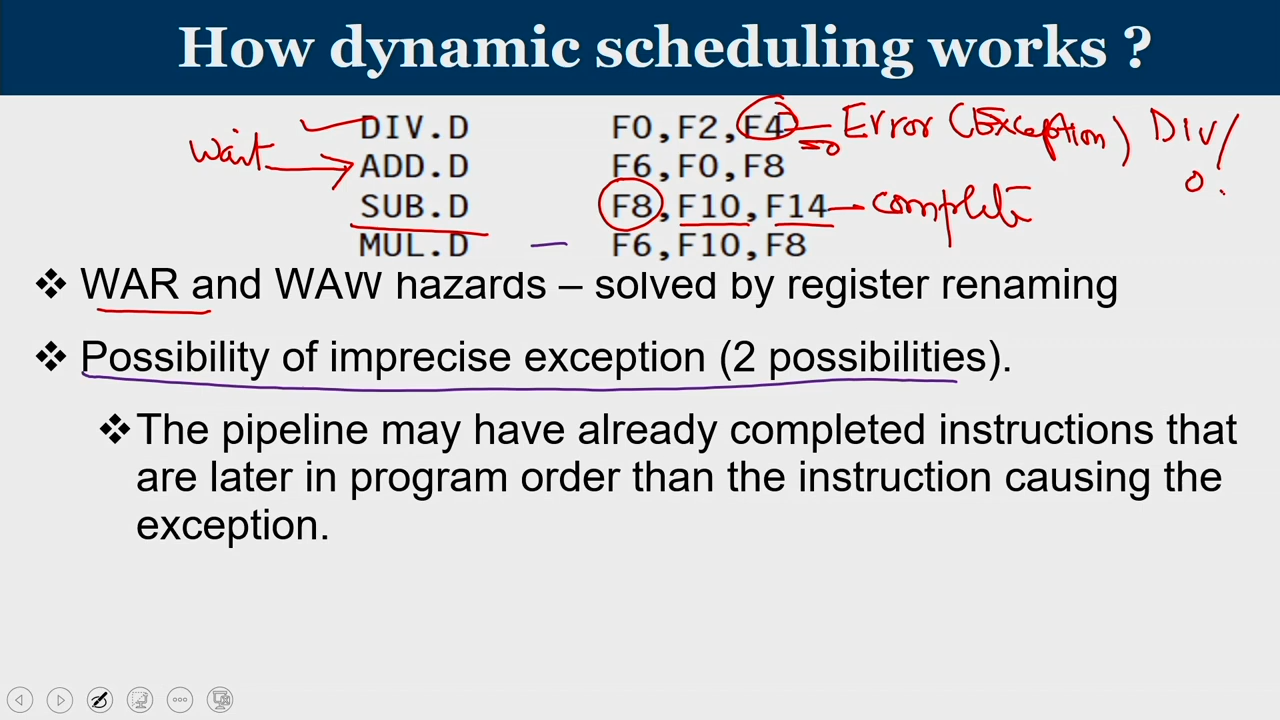 How dynamic scheduling works ?
DIV.D F0,F2,F4 =0 Error (Exception) Div/0.
wait ADD.D F6,F0,F8
SUB.D F8,F10,F14 complete
MUL.D F6,F10,F8
❖ WAR and WAW hazards – solved by register renaming
❖ Possibility of imprecise exception (2 possibilities).
❖ The pipeline may have already completed instructions that
are later in program order than the instruction causing the
exception.